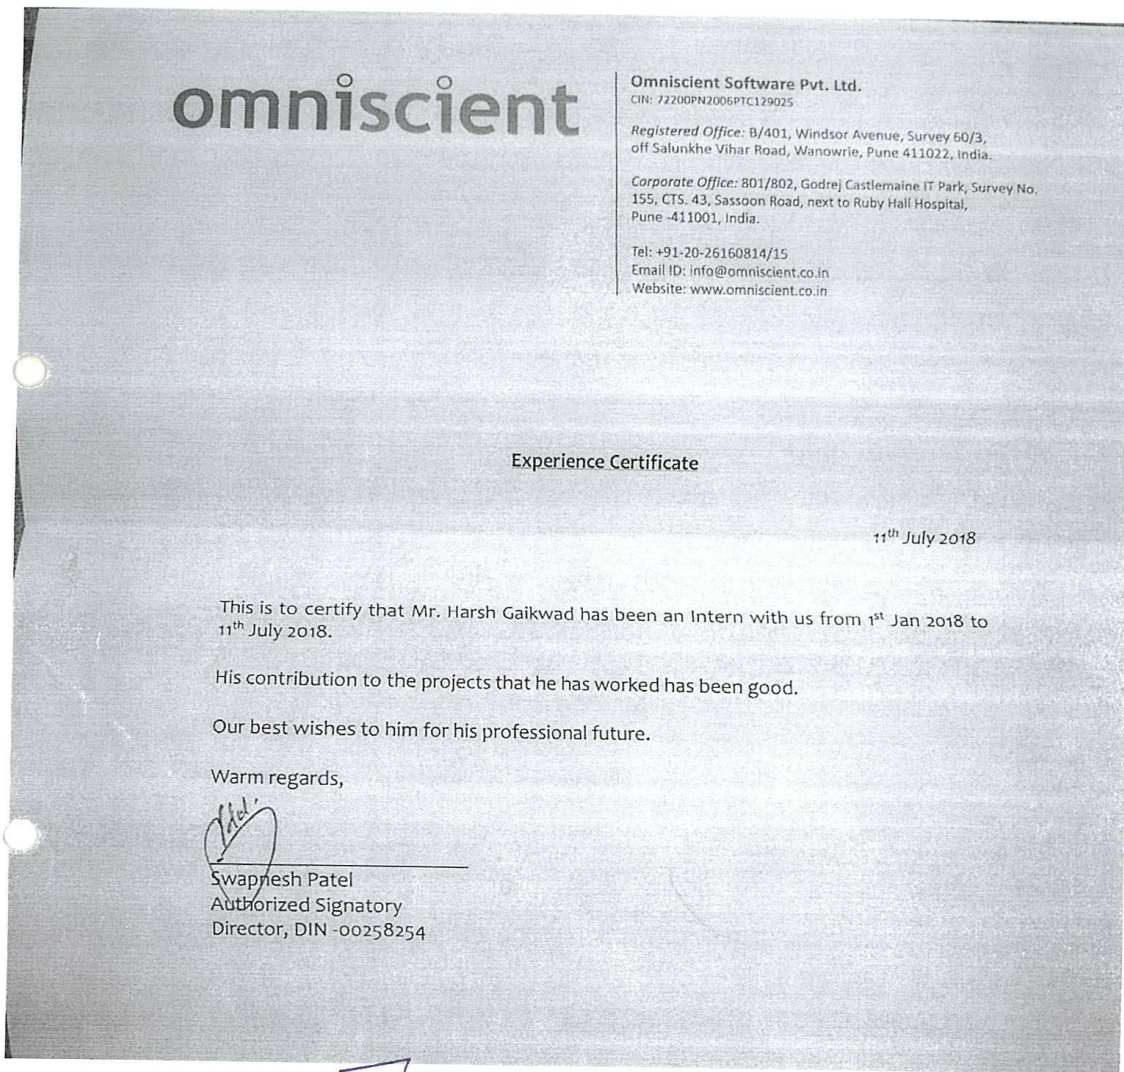 omniscient
Omniscient Software Pvt. Ltd.
CIN: 72200PN2006PTC129025
Registered Office: B/401, Windsor Avenue, Survey 60/3,
off Salunkhe Vihar Road, Wanowrie, Pune 411022, India.
Corporate Office: 801/802, Godrej Castlemaine IT Park, Survey No.
155, CTS. 43, Sassoon Road, next to Ruby Hall Hospital,
Pune -411001, India.
Tel: +91-20-26160814/15
Email ID: info@omniscient.co.in
Website: www.omniscient.co.in
Experience Certificate
11th July 2018
This is to certify that Mr. Harsh Gaikwad has been an Intern with us from 1st Jan 2018 to
11th July 2018.
His contribution to the projects that he has worked has been good.
Our best wishes to him for his professional future.
Warm regards,
Swapnesh Patel
Authorized Signatory
Director, DIN -00258254